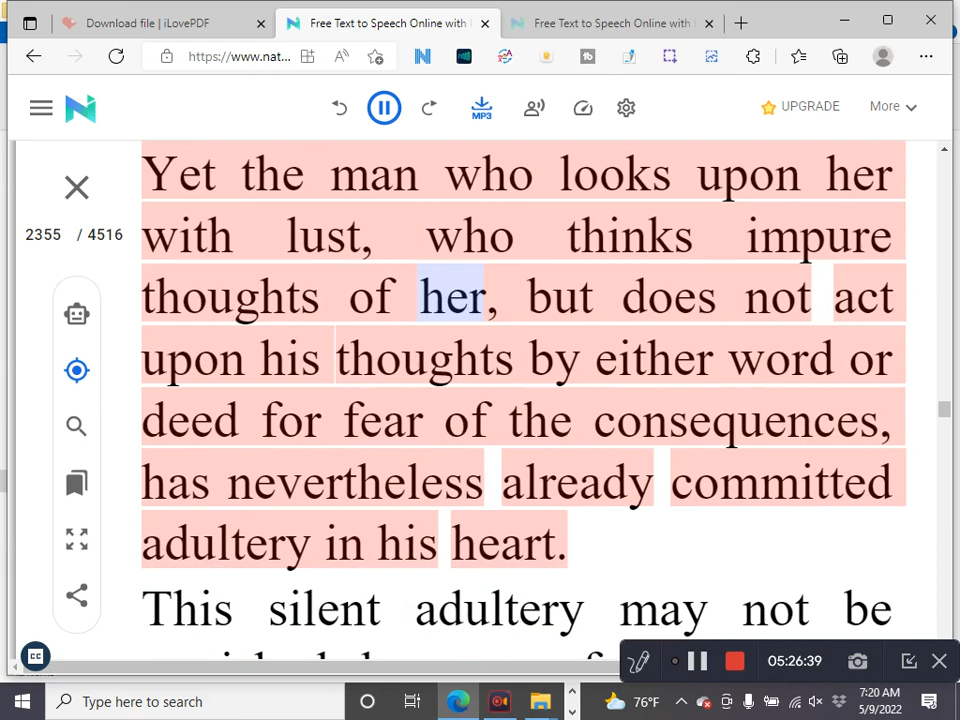 Download file | iLovePDF
Free Text to Speech Online with
Free Text to Speech Online with
https://www.nat...
MP3
UPGRADE
More
2355 / 4516
Yet the man who looks upon her
with lust, who thinks impure
thoughts of her, but does not act
upon his thoughts by either word or
deed for fear of the consequences,
has nevertheless already committed
adultery in his heart.
This silent adultery may not be
CC
05:26:39
Type here to search
76°F
7:20 AM
5/9/2022